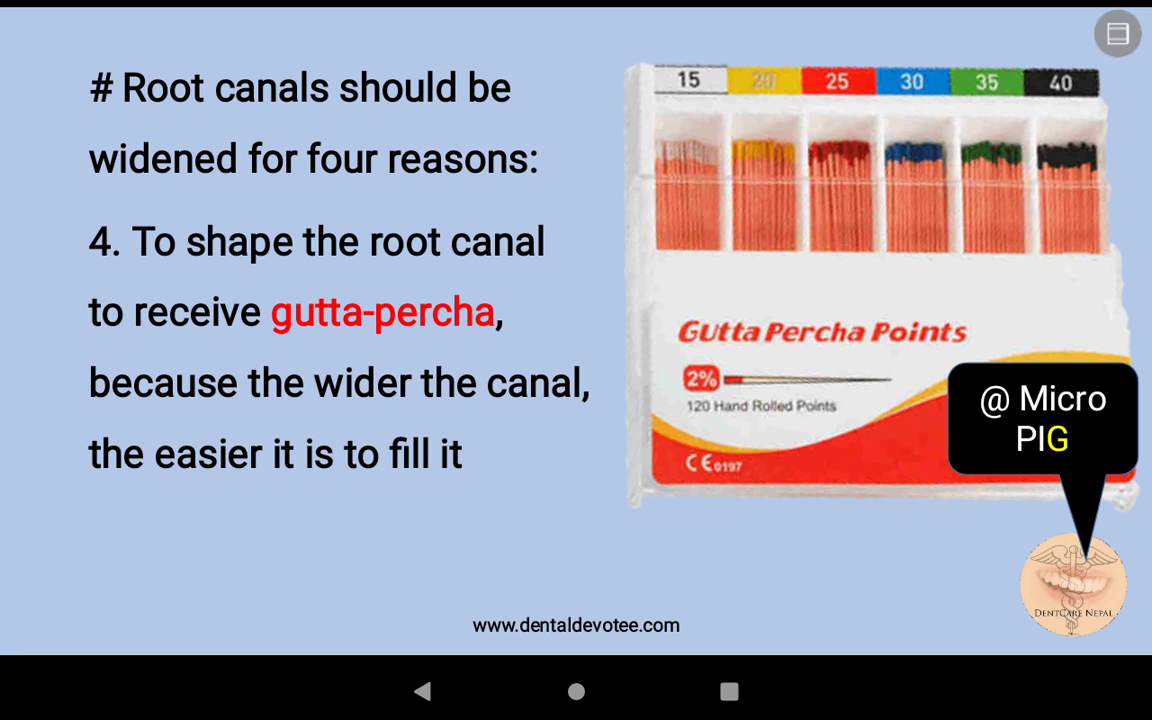 # Root canals should be
widened for four reasons:
4. To shape the root canal
to receive gutta-percha,
because the wider the canal,
the easier it is to fill it
15 20 25 30 35 40
Gutta Percha Points
2%
120 Hand Rolled Points
CE0197
@ Micro
PIG
DENTCARE NEPAL
www.dentaldevotee.com